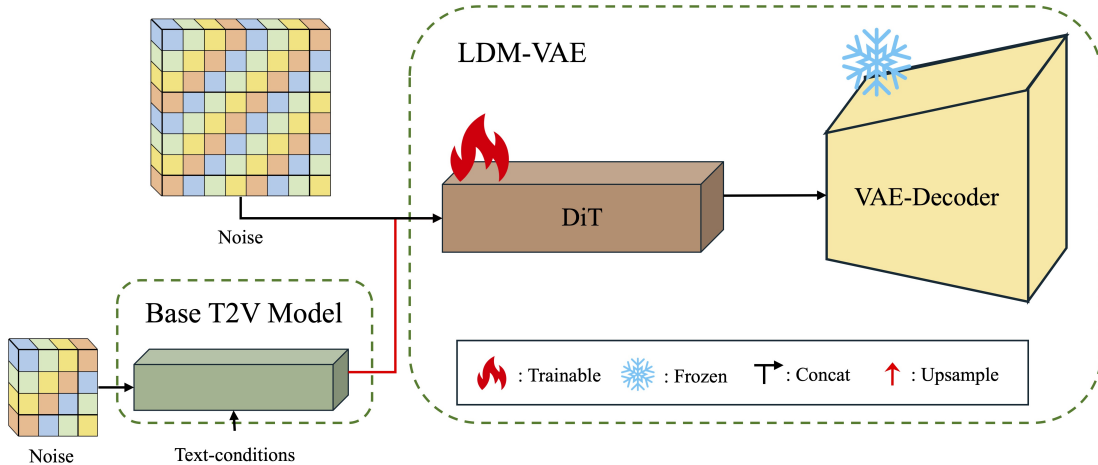 LDM-VAE
DiT
VAE-Decoder
Noise
Base T2V Model
Noise
Text-conditions
: Trainable
: Frozen
: Concat
: Upsample